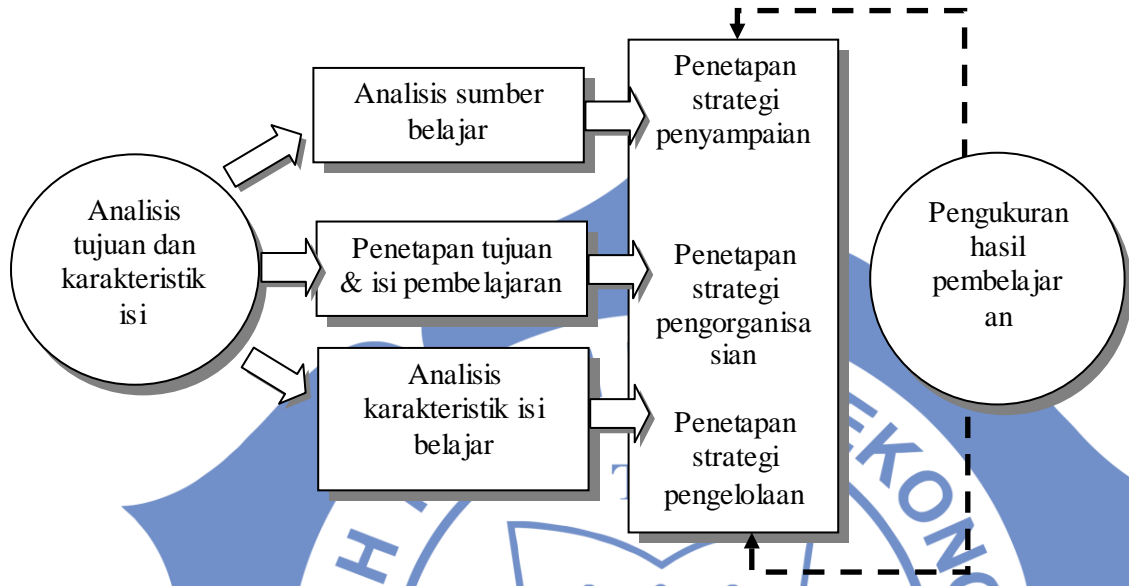 Analisis
tujuan dan
karakteristik
isi
Analisis sumber
belajar
Penetapan tujuan
& isi pembelajaran
Analisis
karakteristik isi
belajar
Penetapan
strategi
penyampaian
Penetapan
strategi
pengorganisa
sian
Penetapan
strategi
pengelolaan
Pengukuran
hasil
pembelajar
an
H
T
EKONO